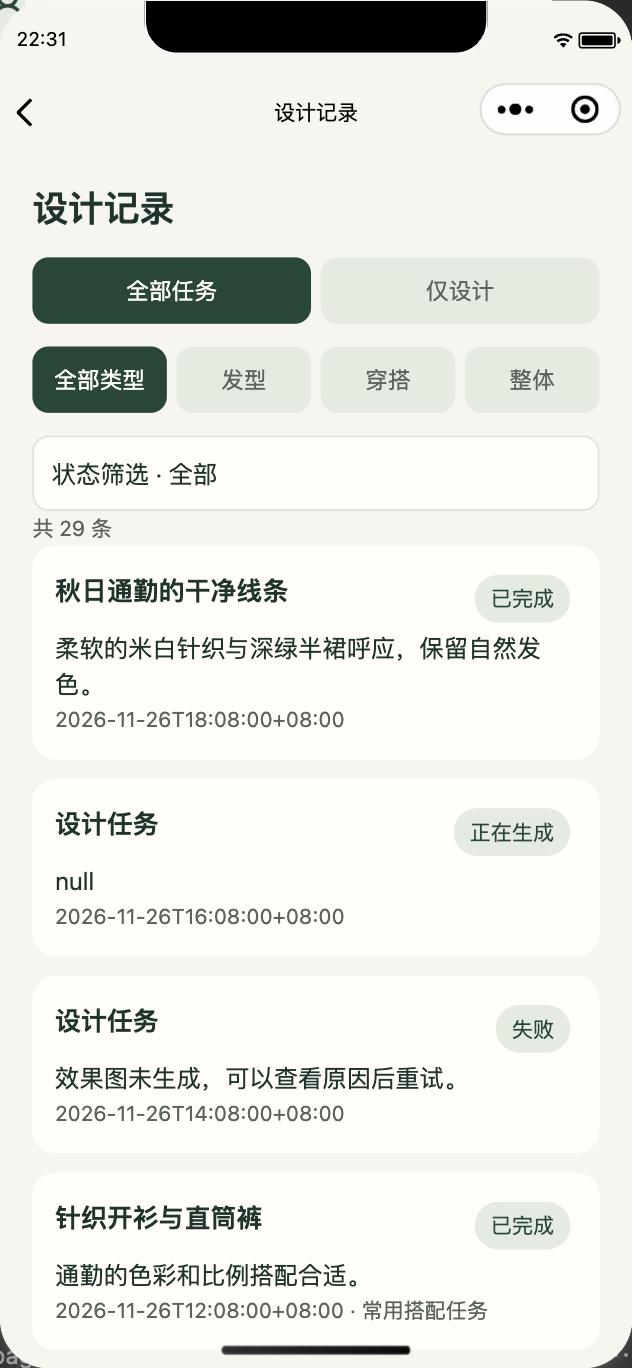 22:31
设计记录
设计记录
全部任务
仅设计
全部类型
发型
穿搭
整体
状态筛选 · 全部
共 29 条
秋日通勤的干净线条
已完成
柔软的米白针织与深绿半裙呼应，保留自然发
色。
2026-11-26T18:08:00+08:00
设计任务
正在生成
null
2026-11-26T16:08:00+08:00
设计任务
失败
效果图未生成，可以查看原因后重试。
2026-11-26T14:08:00+08:00
针织开衫与直筒裤
已完成
通勤的色彩和比例搭配合适。
2026-11-26T12:08:00+08:00 · 常用搭配任务